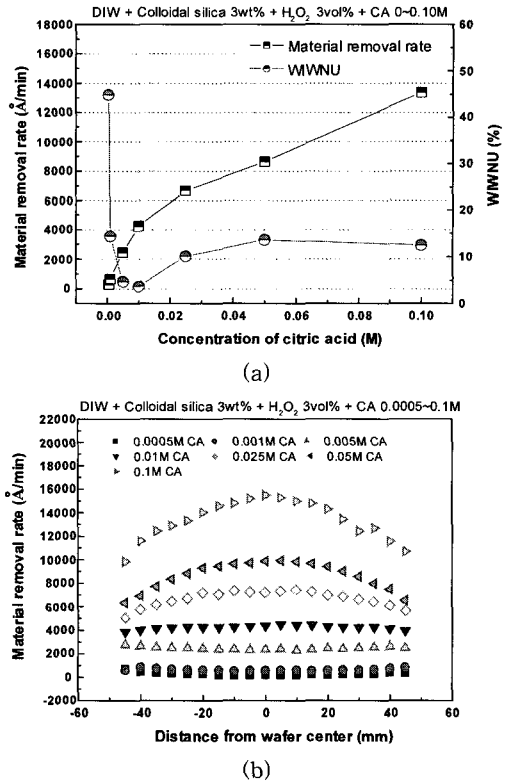 DIW + Colloidal silica 3wt% + H₂O₂ 3vol% + CA 0~0.10M
18000
16000
14000
12000
10000
8000
6000
4000
2000
0
Material removal rate (Å/min)
Material removal rate
WIWNU
60
50
40
30
20
10
0
WIWNU (%)
0.00 0.02 0.04 0.06 0.08 0.10
Concentration of citric acid (M)
(a)
DIW + Colloidal silica 3wt% + H₂O₂ 3vol% + CA 0.0005~0.1M
22000
20000
18000
16000
14000
12000
10000
8000
6000
4000
2000
0
-2000
Material removal rate (Å/min)
0.0005M CA 0.001M CA 0.005M CA
0.01M CA 0.025M CA 0.05M CA
0.1M CA
-60 -40 -20 0 20 40 60
Distance from wafer center (mm)
(b)